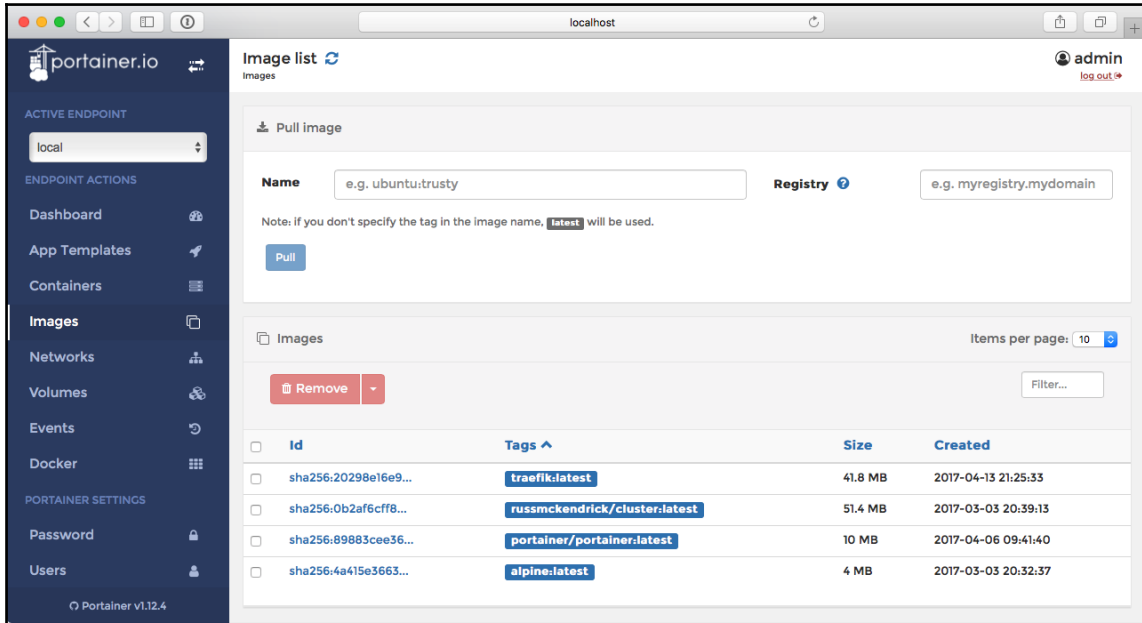 localhost
portainer.io
Image list
Images
admin
log out
ACTIVE ENDPOINT
local
ENDPOINT ACTIONS
Dashboard
App Templates
Containers
Images
Networks
Volumes
Events
Docker
PORTAINER SETTINGS
Password
Users
Portainer v1.12.4
Pull image
Name e.g. ubuntu:trusty Registry e.g. myregistry.mydomain
Note: if you don't specify the tag in the image name, latest will be used.
Pull
Images Items per page: 10
Remove Filter...
Id Tags Size Created
sha256:20298e16e9... traefik:latest 41.8 MB 2017-04-13 21:25:33
sha256:0b2af6cff8... russmckendrick/cluster:latest 51.4 MB 2017-03-03 20:39:13
sha256:89883cee36... portainer/portainer:latest 10 MB 2017-04-06 09:41:40
sha256:4a415e3663... alpine:latest 4 MB 2017-03-03 20:32:37